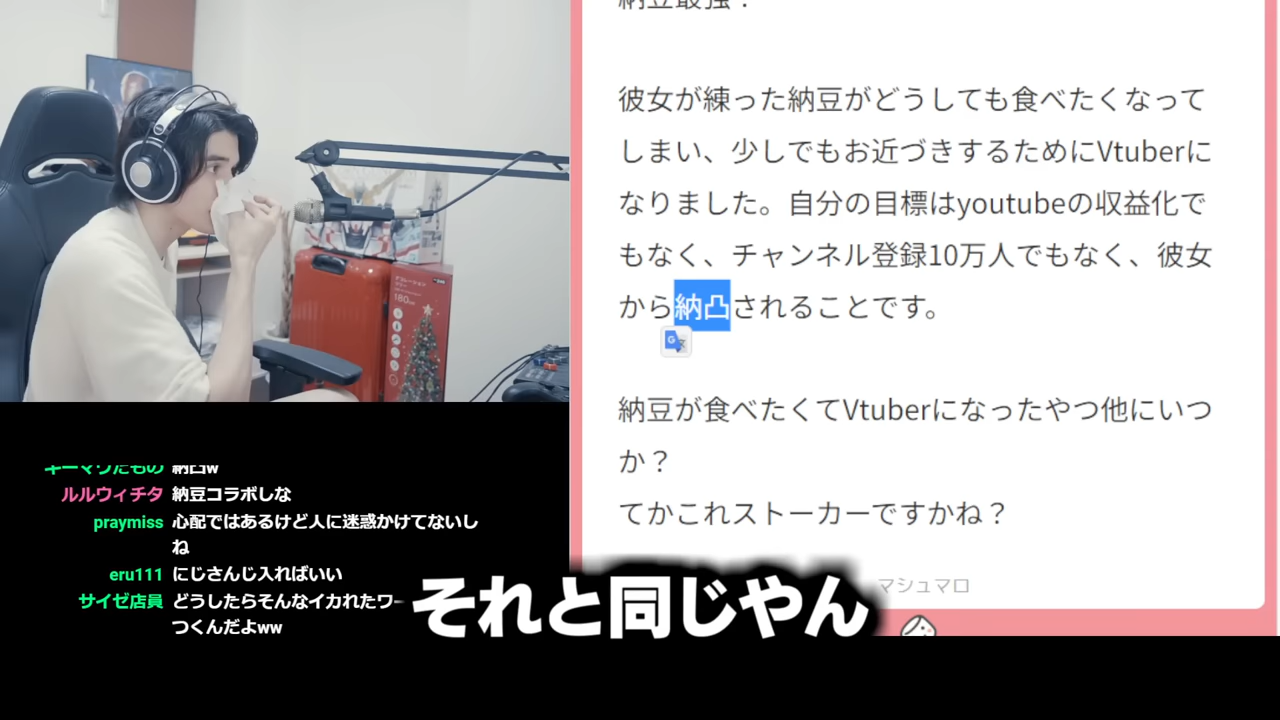 納豆最強！
彼女が練った納豆がどうしても食べたくなって
しまい、少しでもお近づきするためにVtuberに
なりました。自分の目標はyoutubeの収益化で
もなく、チャンネル登録10万人でもなく、彼女
から納凸されることです。
納豆が食べたくてVtuberになったやつ他にいつ
か？
てかこれストーカーですかね？
マシュマロ
納凸w
ルルウィチタ 納豆コラボしな
praymiss 心配ではあるけど人に迷惑かけてないし
ね
eru111 にじさんじ入ればいい
サイゼ店員 どうしたらそんなイカれたワー
つくんだよww
それと同じやん
180cm